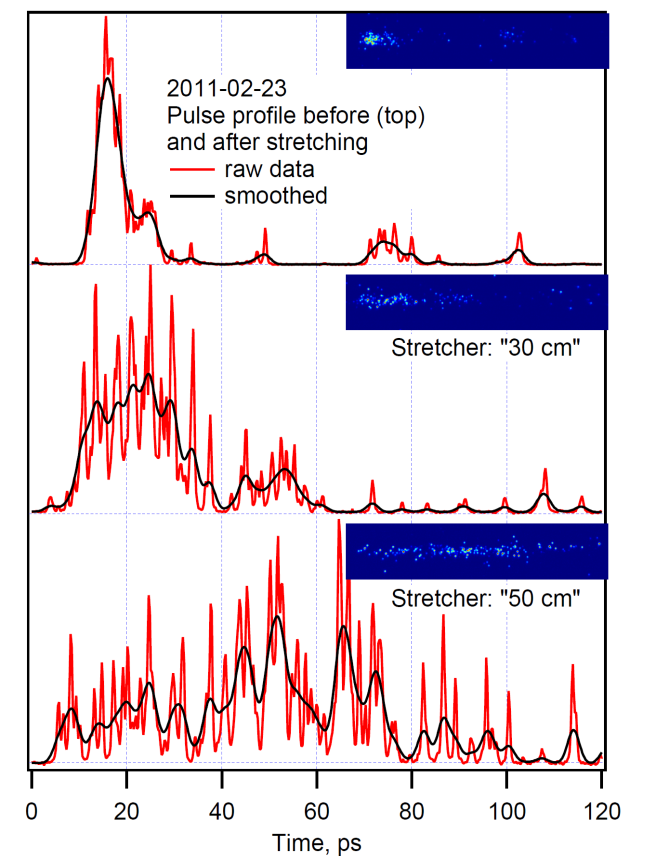 2011-02-23
Pulse profile before (top)
and after stretching
raw data
smoothed
Stretcher: "30 cm"
Stretcher: "50 cm"
0 20 40 60 80 100 120
Time, ps